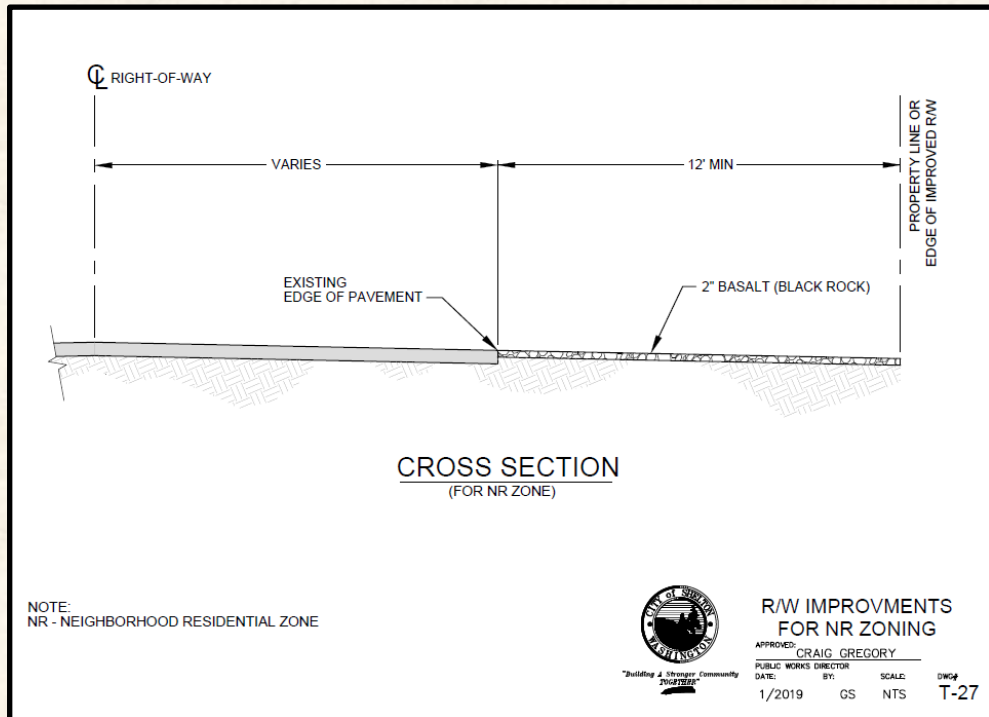 ℄ RIGHT-OF-WAY
VARIES
12' MIN
PROPERTY LINE OR
EDGE OF IMPROVED R/W
EXISTING
EDGE OF PAVEMENT
2" BASALT (BLACK ROCK)
CROSS SECTION
(FOR NR ZONE)
NOTE:
NR - NEIGHBORHOOD RESIDENTIAL ZONE
CITY of SHELTON
WASHINGTON
"Building A Stronger Community
TOGETHER"
R/W IMPROVMENTS
FOR NR ZONING
APPROVED:
CRAIG GREGORY
PUBLIC WORKS DIRECTOR
DATE: BY: SCALE: DWG#
1/2019 GS NTS T-27